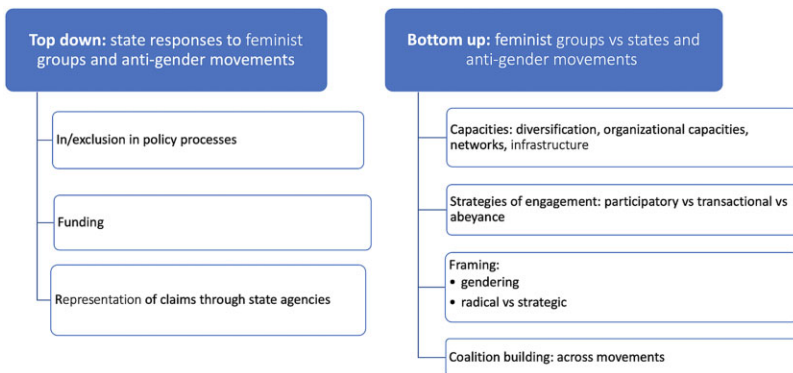 Top down: state responses to feminist
groups and anti-gender movements
In/exclusion in policy processes
Funding
Representation of claims through state agencies
Bottom up: feminist groups vs states and
anti-gender movements
Capacities: diversification, organizational capacities,
networks, infrastructure
Strategies of engagement: participatory vs transactional vs
abeyance
Framing:
• gendering
• radical vs strategic
Coalition building: across movements